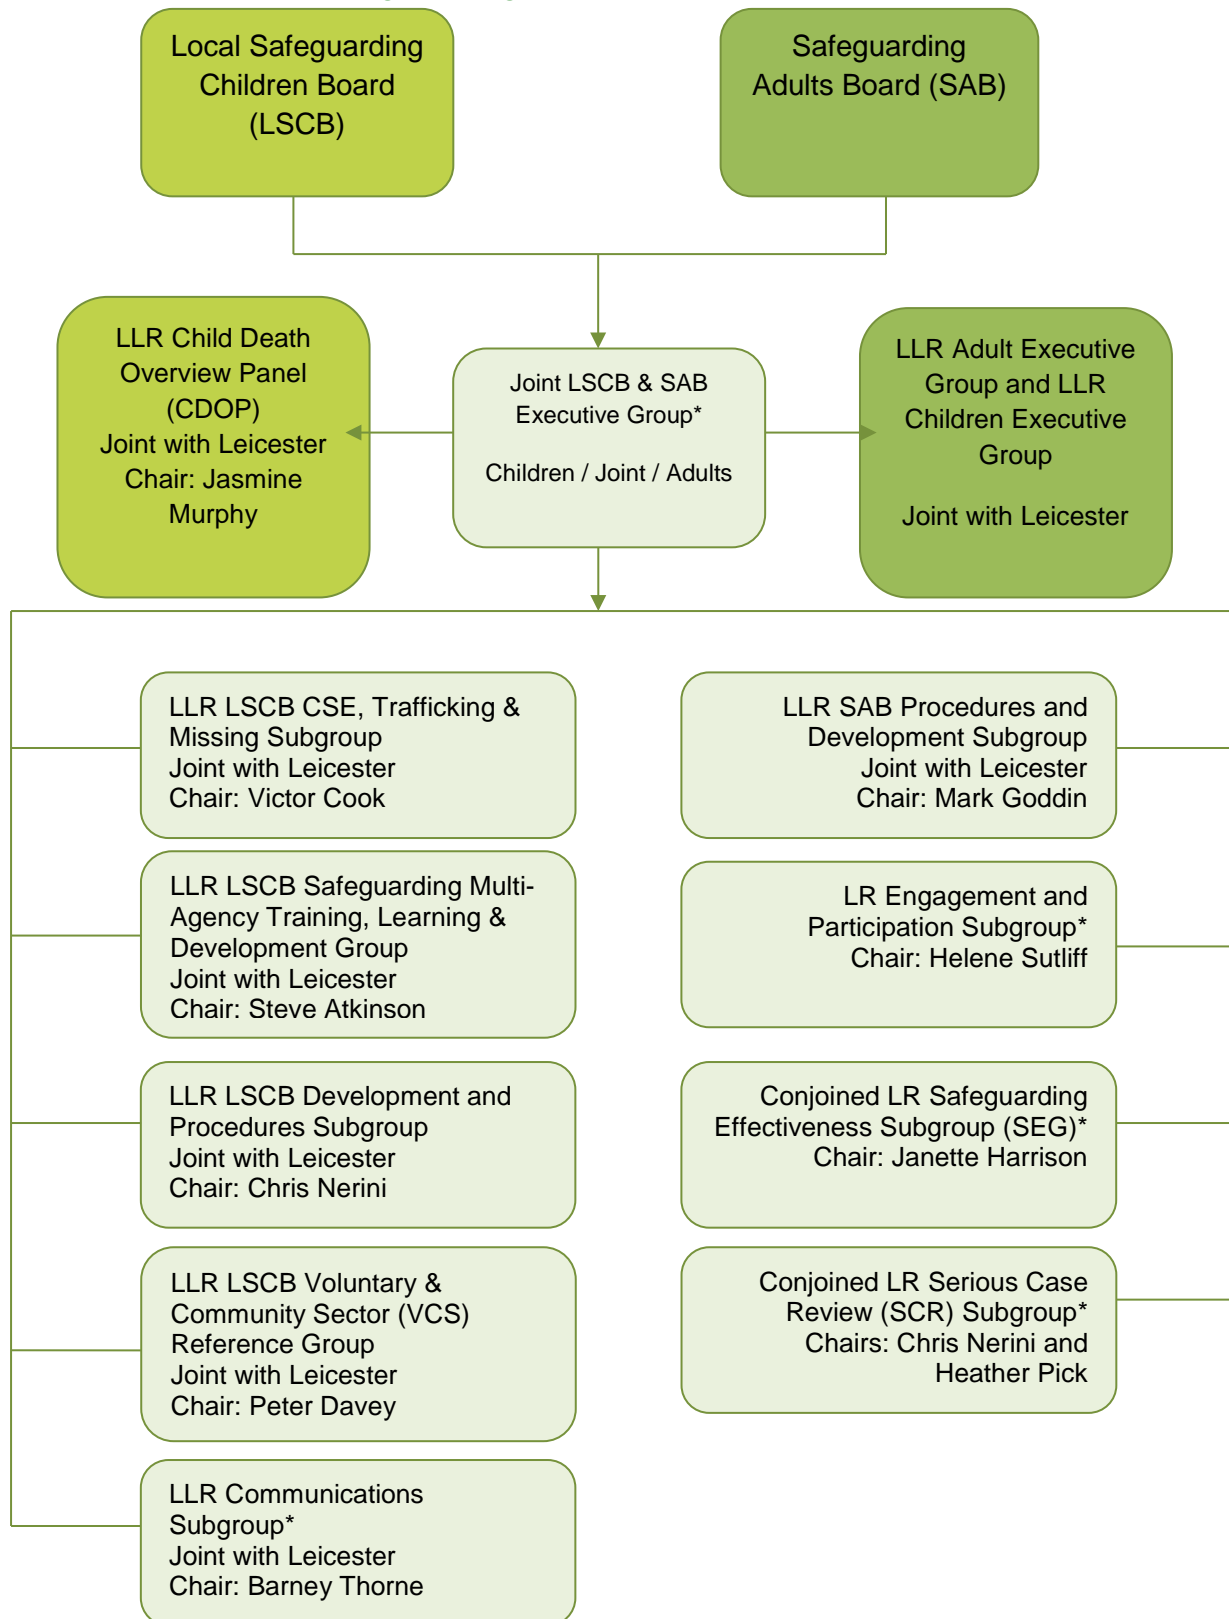 Local Safeguarding
Children Board
(LSCB)
Safeguarding
Adults Board (SAB)
LLR Child Death
Overview Panel
(CDOP)
Joint with Leicester
Chair: Jasmine
Murphy
Joint LSCB & SAB
Executive Group*
Children / Joint / Adults
LLR Adult Executive
Group and LLR
Children Executive
Group
Joint with Leicester
LLR LSCB CSE, Trafficking &
Missing Subgroup
Joint with Leicester
Chair: Victor Cook
LLR SAB Procedures and
Development Subgroup
Joint with Leicester
Chair: Mark Goddin
LLR LSCB Safeguarding Multi-
Agency Training, Learning &
Development Group
Joint with Leicester
Chair: Steve Atkinson
LR Engagement and
Participation Subgroup*
Chair: Helene Sutliff
LLR LSCB Development and
Procedures Subgroup
Joint with Leicester
Chair: Chris Nerini
Conjoined LR Safeguarding
Effectiveness Subgroup (SEG)*
Chair: Janette Harrison
LLR LSCB Voluntary &
Community Sector (VCS)
Reference Group
Joint with Leicester
Chair: Peter Davey
Conjoined LR Serious Case
Review (SCR) Subgroup*
Chairs: Chris Nerini and
Heather Pick
LLR Communications
Subgroup*
Joint with Leicester
Chair: Barney Thorne